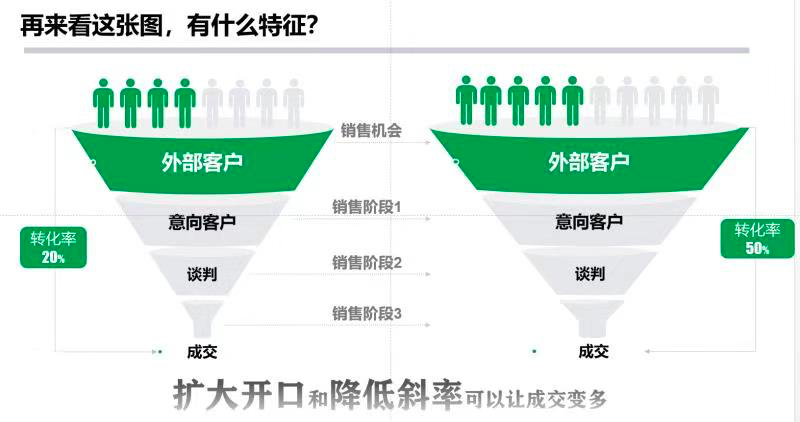 再来看这张图，有什么特征？
销售机会
外部客户
外部客户
销售阶段1
意向客户
意向客户
转化率
20%
转化率
50%
销售阶段2
谈判
谈判
销售阶段3
成交
成交
扩大开口和降低斜率可以让成交变多